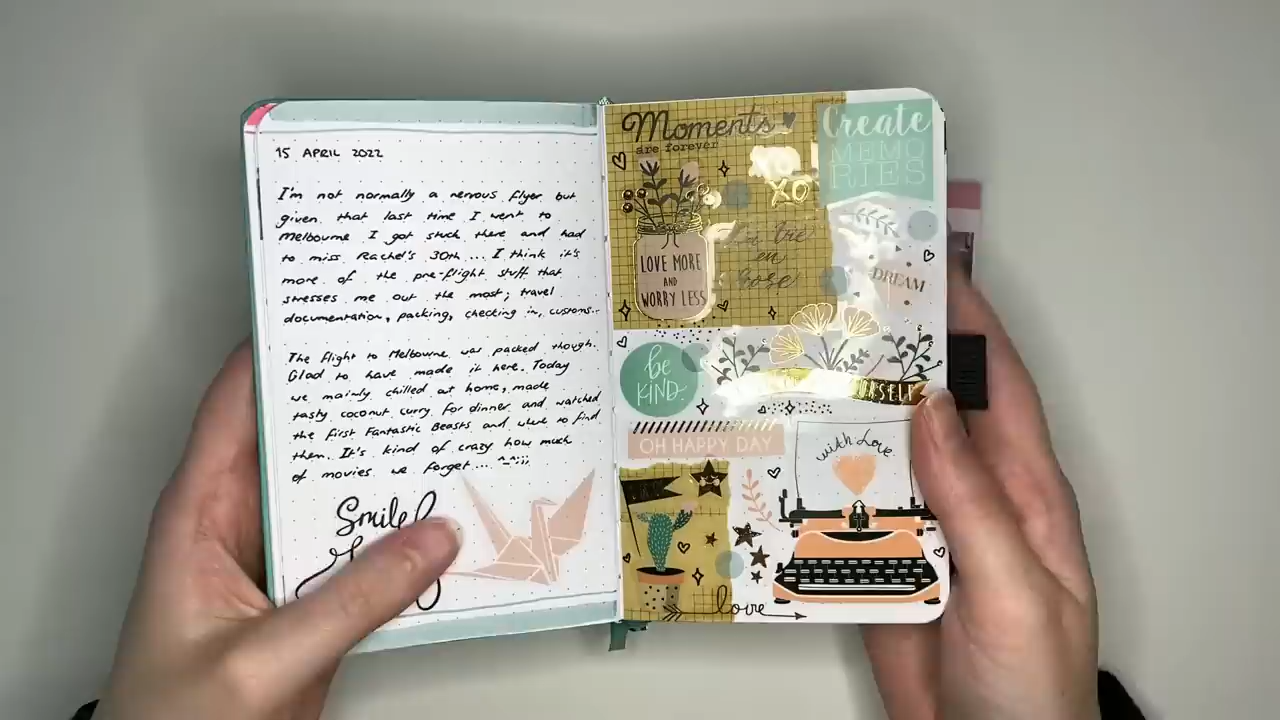 15 APRIL 2022
I'm not normally a nervous flyer but
given that last time I went to
Melbourne I got stuck there and had
to miss Rachel's 30th ... I think it's
more of the pre-flight stuff that
stresses me out the most; travel
documentation, packing, checking in, customs...
The flight to Melbourne was packed though.
Glad to have made it here. Today
we mainly chilled at home, made
tasty coconut curry for dinner and watched
the first Fantastic Beasts and where to find
them. It's kind of crazy how much
of movies we forget ... ^_^;;;
Smile
Moments
are forever
XO
XO
Create
MEMO
RIES
LOVE MORE
AND
WORRY LESS
en
DREAM
be
KIND
OH HAPPY DAY
with love
love